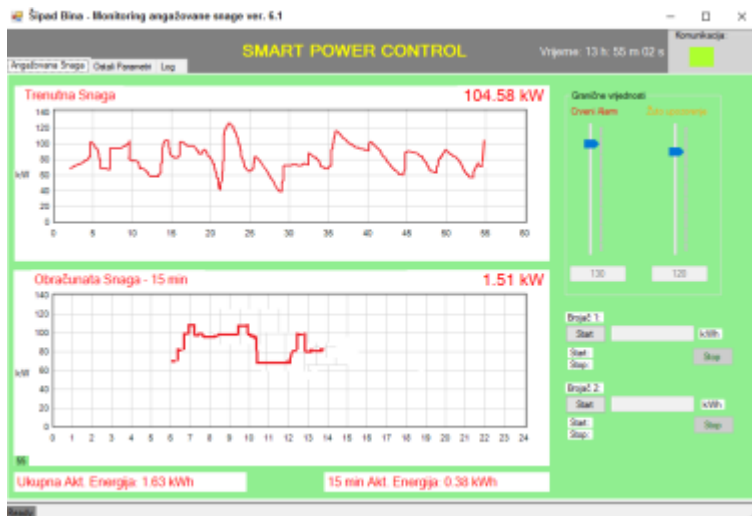 Šipad Bina - Monitoring angažovane snage ver. 6.1
SMART POWER CONTROL
Vrijeme: 13 h: 55 m 02 s
Komunikacija
Angažovana Snaga Ostali Parametri Log
Trenutna Snaga 104.58 kW
140
120
100
80
60
40
20
0
kW
0 5 10 15 20 25 30 35 40 45 50 55 60
Obračunata Snaga - 15 min 1.51 kW
140
120
100
80
60
40
20
0
kW
0 1 2 3 4 5 6 7 8 9 10 11 12 13 14 15 16 17 18 19 20 21 22 23 24
55
Ukupna Akt. Energija: 1.63 kWh
15 min Akt. Energija: 0.38 kWh
Granične vrijednosti
Crveni Alarm Žuto upozorenje
130 120
Brojač 1:
Start kWh
Start:
Stop:
Stop
Brojač 2:
Start kWh
Start:
Stop:
Stop
Ready